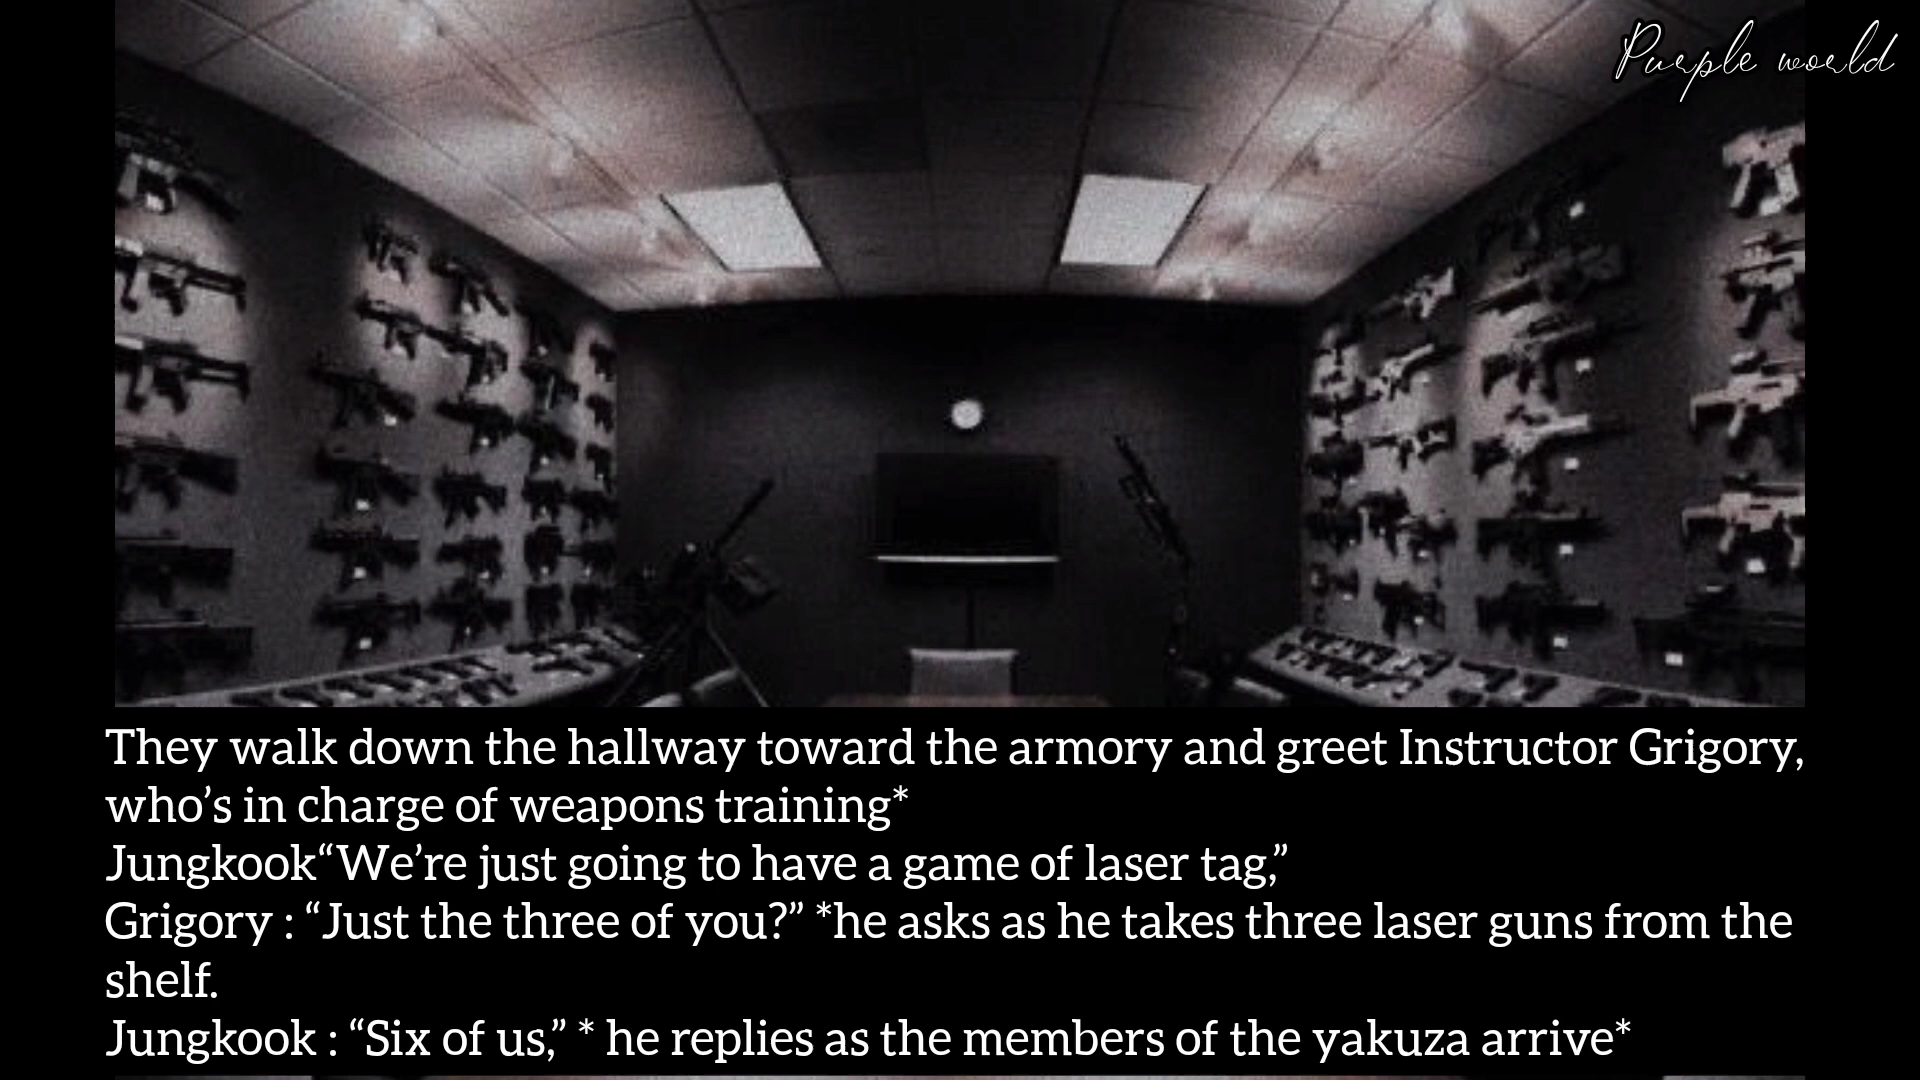 Purple world
They walk down the hallway toward the armory and greet Instructor Grigory,
who’s in charge of weapons training*
Jungkook“We’re just going to have a game of laser tag,”
Grigory : “Just the three of you?” *he asks as he takes three laser guns from the
shelf.
Jungkook : “Six of us,” * he replies as the members of the yakuza arrive*